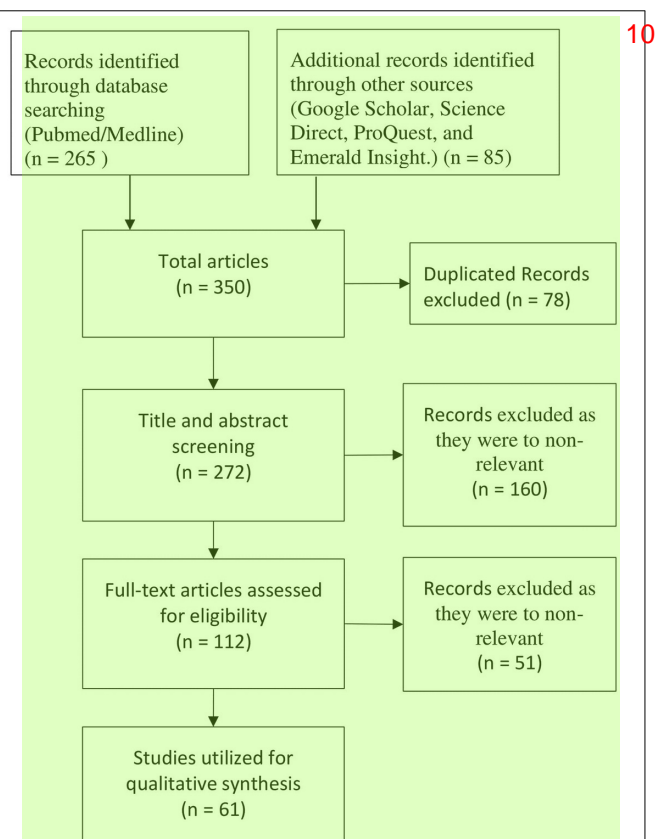 10
Records identified
through database
searching
(Pubmed/Medline)
(n = 265 )
Additional records identified
through other sources
(Google Scholar, Science
Direct, ProQuest, and
Emerald Insight.) (n = 85)
Total articles
(n = 350)
Duplicated Records
excluded (n = 78)
Title and abstract
screening
(n = 272)
Records excluded as
they were to non-
relevant
(n = 160)
Full-text articles assessed
for eligibility
(n = 112)
Records excluded as
they were to non-
relevant
(n = 51)
Studies utilized for
qualitative synthesis
(n = 61)